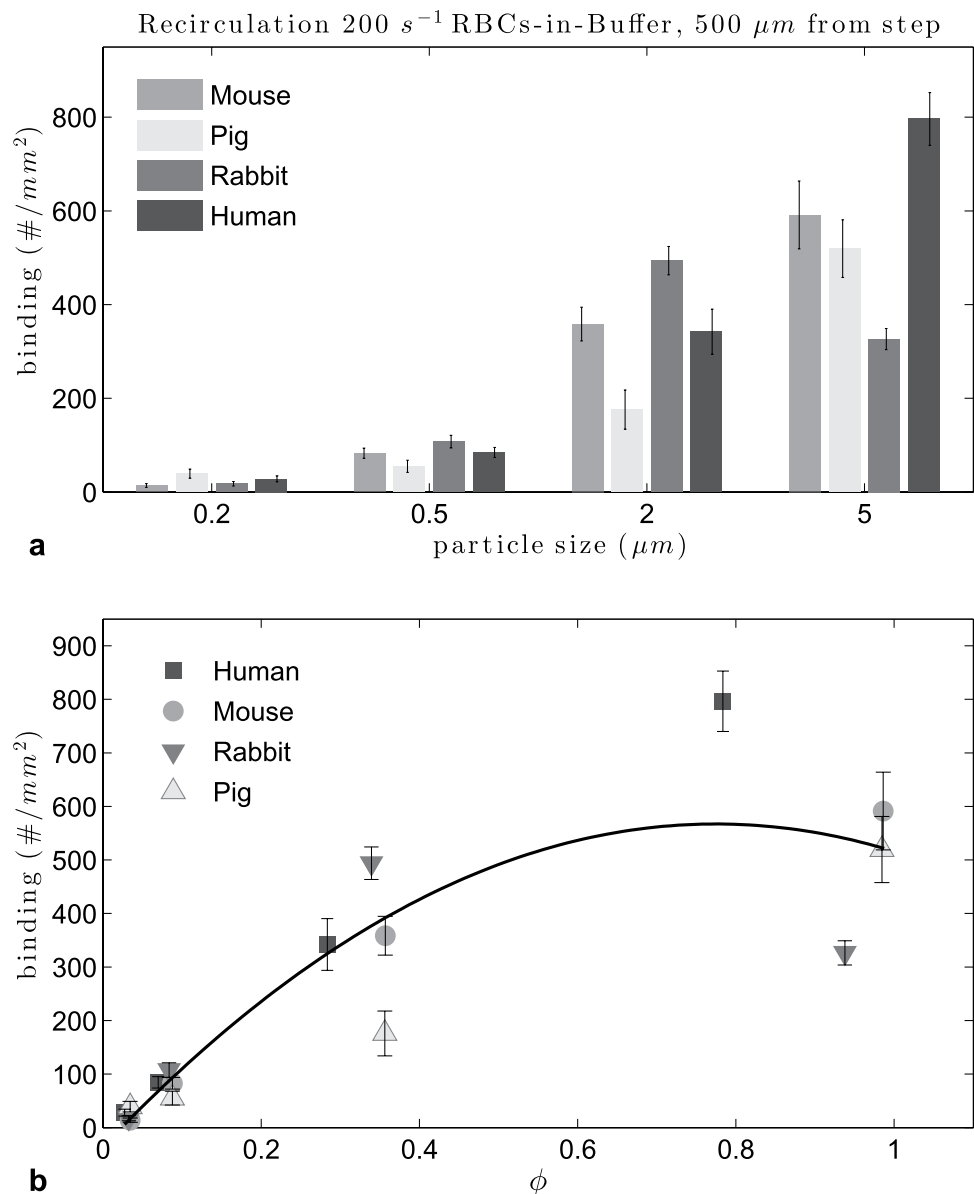 Recirculation 200 s⁻¹ RBCs-in-Buffer, 500 μm from step
binding (#/mm²)
800
600
400
200
0
Mouse
Pig
Rabbit
Human
0.2 0.5 2 5
particle size (μm)
a
binding (#/mm²)
900
800
700
600
500
400
300
200
100
0
Human
Mouse
Rabbit
Pig
0 0.2 0.4 0.6 0.8 1
ϕ
b